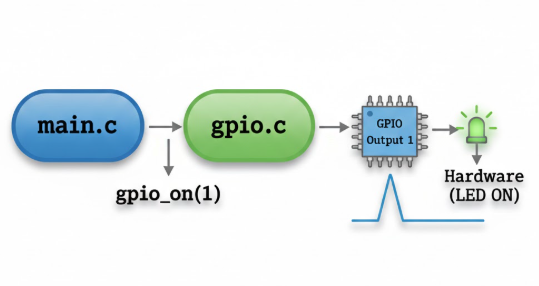 main.c
gpio.c
GPIO
Output 1
gpio_on(1)
Hardware
(LED ON)